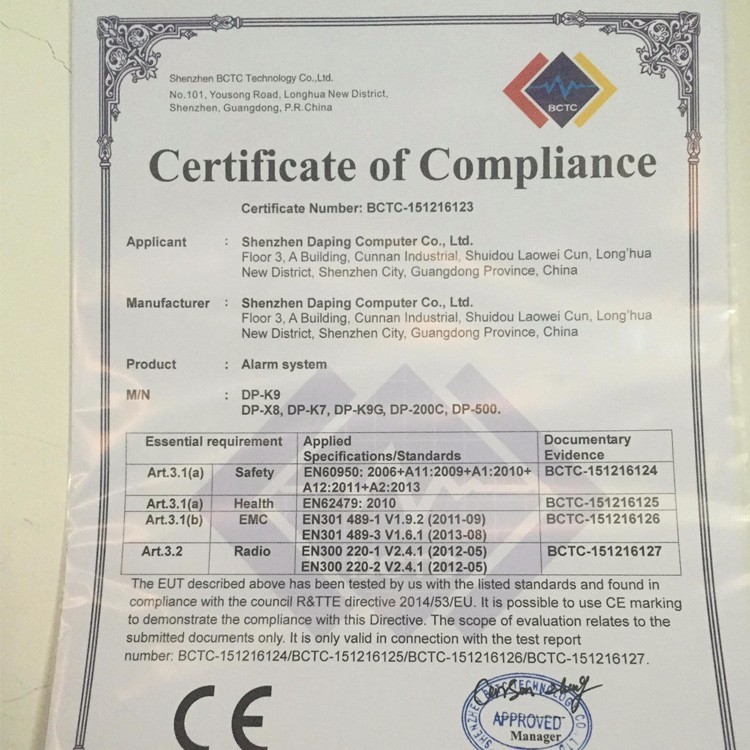 Shenzhen BCTC Technology Co.,Ltd.
No.101, Yousong Road, Longhua New District,
Shenzhen, Guangdong, P.R.China
BCTC
Certificate of Compliance
Certificate Number: BCTC-151216123
Applicant : Shenzhen Daping Computer Co., Ltd.
Floor 3, A Building, Cunnan Industrial, Shuidou Laowei Cun, Long'hua
New District, Shenzhen City, Guangdong Province, China
Manufacturer : Shenzhen Daping Computer Co., Ltd.
Floor 3, A Building, Cunnan Industrial, Shuidou Laowei Cun, Long'hua
New District, Shenzhen City, Guangdong Province, China
Product : Alarm system
M/N : DP-K9
DP-X8, DP-K7, DP-K9G, DP-200C, DP-500.
Essential requirement Applied Documentary
Specifications/Standards Evidence
Art.3.1(a) Safety EN60950: 2006+A11:2009+A1:2010+ BCTC-151216124
A12:2011+A2:2013
Art.3.1(a) Health EN62479: 2010 BCTC-151216125
Art.3.1(b) EMC EN301 489-1 V1.9.2 (2011-09) BCTC-151216126
EN301 489-3 V1.6.1 (2013-08)
Art.3.2 Radio EN300 220-1 V2.4.1 (2012-05) BCTC-151216127
EN300 220-2 V2.4.1 (2012-05)
The EUT described above has been tested by us with the listed standards and found in
compliance with the council R&TTE directive 2014/53/EU. It is possible to use CE marking
to demonstrate the compliance with this Directive. The scope of evaluation relates to the
submitted documents only. It is only valid in connection with the test report
number: BCTC-151216124/BCTC-151216125/BCTC-151216126/BCTC-151216127.
CE
APPROVED
Manager